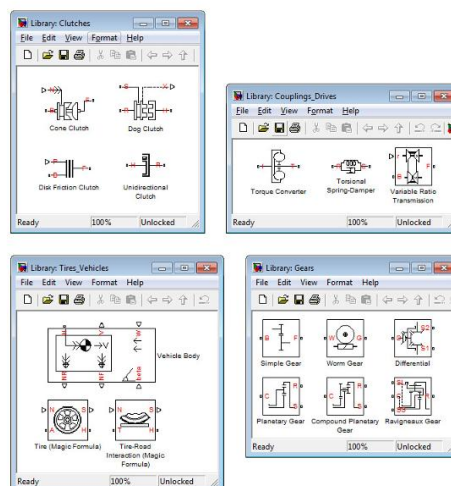 Library: Clutches
File Edit View Format Help
Cone Clutch
Dog Clutch
Disk Friction Clutch
Unidirectional
Clutch
Ready 100% Unlocked
Library: Couplings_Drives
File Edit View Format Help
Torque Converter
Torsional
Spring-Damper
Variable Ratio
Transmission
Ready 100% Unlocked
Library: Tires_Vehicles
File Edit View Format Help
Vehicle Body
NR
NF
beta
Tire (Magic Formula)
Tire-Road
Interaction (Magic
Formula)
Ready 100% Unlocked
Library: Gears
File Edit View Format Help
Simple Gear
Worm Gear
Differential
Planetary Gear
Compound Planetary
Gear
Ravigneaux Gear
Ready 100% Unlocked